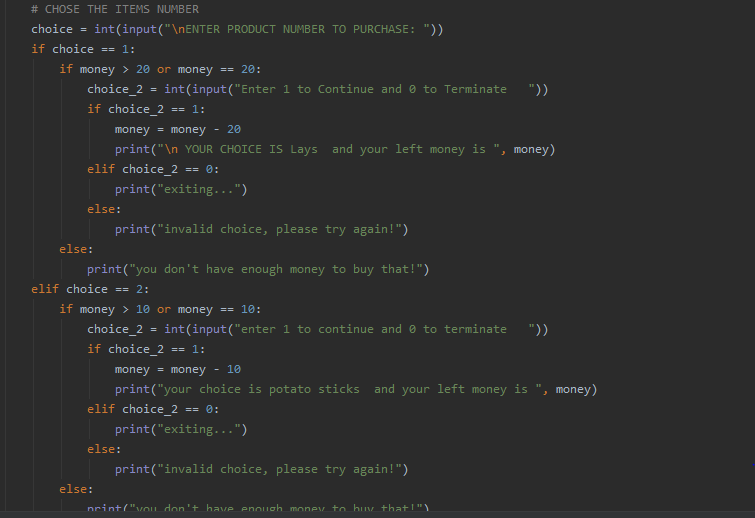 # CHOSE THE ITEMS NUMBER
choice = int(input("\nENTER PRODUCT NUMBER TO PURCHASE: "))
if choice == 1:
    if money > 20 or money == 20:
        choice_2 = int(input("Enter 1 to Continue and 0 to Terminate   "))
        if choice_2 == 1:
            money = money - 20
            print("\n YOUR CHOICE IS Lays  and your left money is ", money)
        elif choice_2 == 0:
            print("exiting...")
        else:
            print("invalid choice, please try again!")
    else:
        print("you don't have enough money to buy that!")
elif choice == 2:
    if money > 10 or money == 10:
        choice_2 = int(input("enter 1 to continue and 0 to terminate   "))
        if choice_2 == 1:
            money = money - 10
            print("your choice is potato sticks  and your left money is ", money)
        elif choice_2 == 0:
            print("exiting...")
        else:
            print("invalid choice, please try again!")
    else:
        print("you don't have enough money to buy that!")